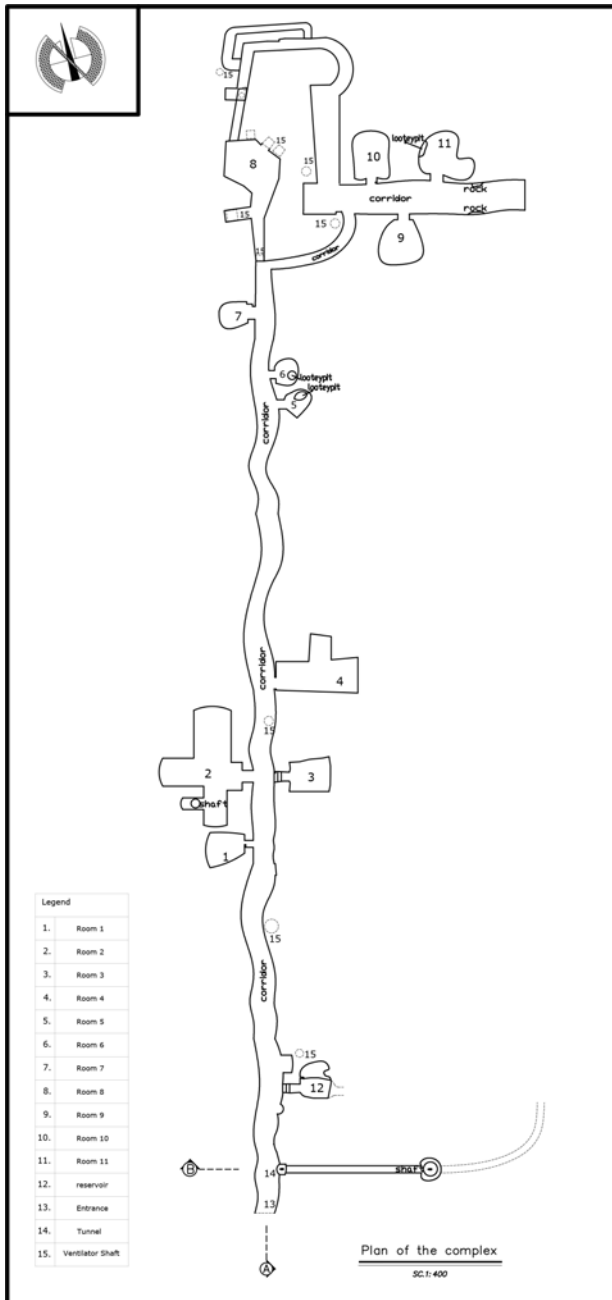 15
15
8
15
15
15
15
looteypit
10
11
corridor
rock
rock
9
corridor
7
6
looteypit
looteypit
5
corridor
corridor
4
15
2
3
shaft
1
15
corridor
15
12
B
14
shaft
13
A
Legend
1. Room 1
2. Room 2
3. Room 3
4. Room 4
5. Room 5
6. Room 6
7. Room 7
8. Room 8
9. Room 9
10. Room 10
11. Room 11
12. reservoir
13. Entrance
14. Tunnel
15. Ventilator Shaft
Plan of the complex
SC.1: 400